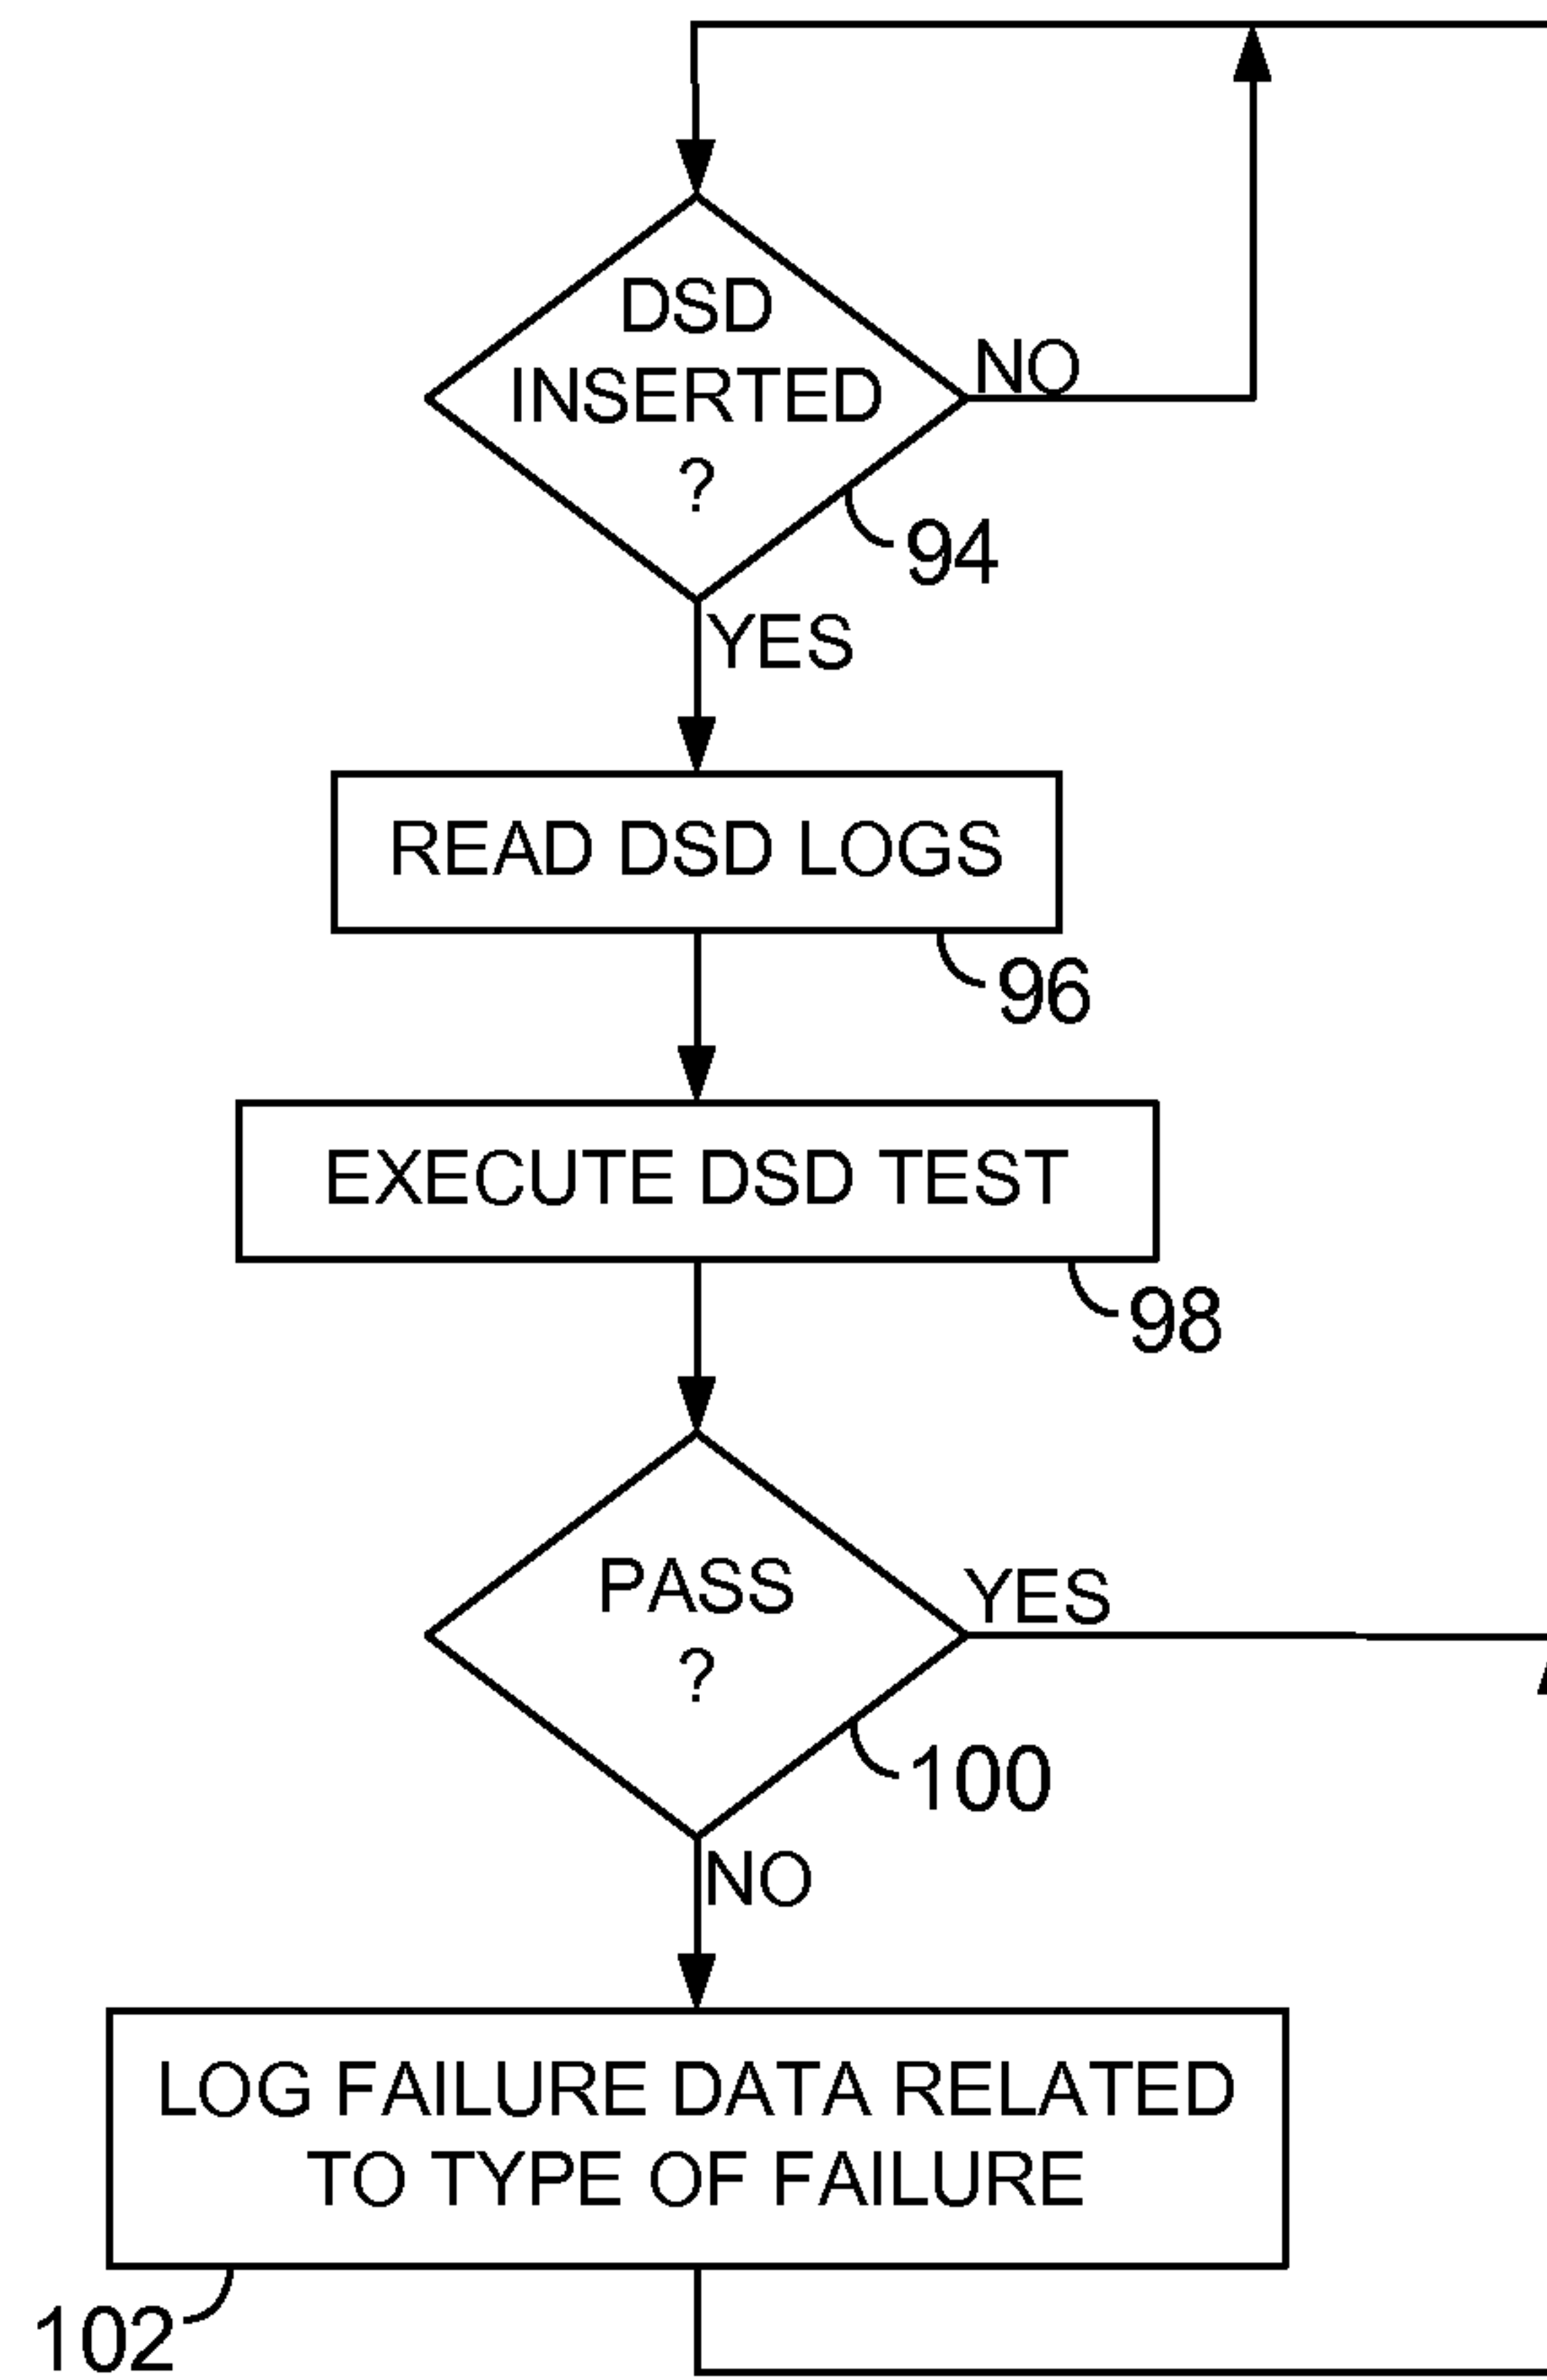 DSD
INSERTED
?
NO
94
YES
READ DSD LOGS
96
EXECUTE DSD TEST
98
PASS
?
YES
100
NO
LOG FAILURE DATA RELATED
TO TYPE OF FAILURE
102